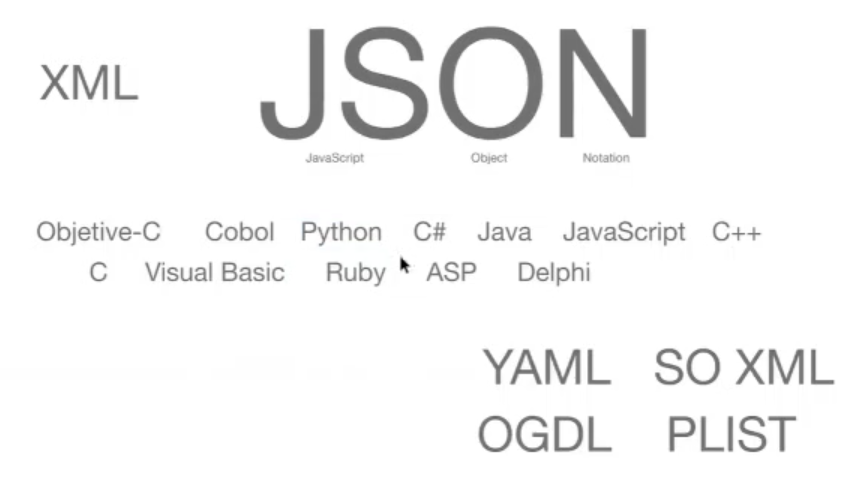 XML JSON
JavaScript Object Notation
Objetive-C Cobol Python C# Java JavaScript C++
C Visual Basic Ruby ASP Delphi
YAML SO XML
OGDL PLIST